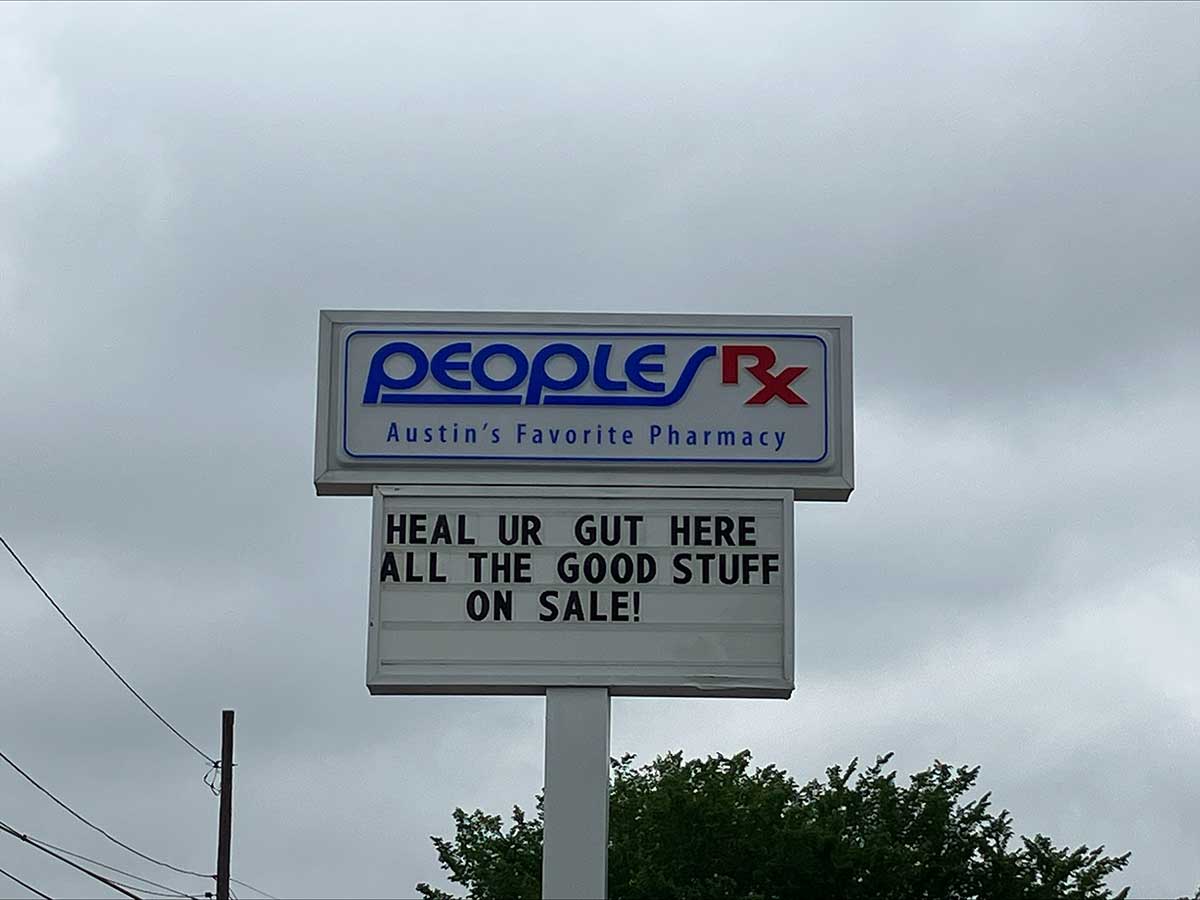 PEOPLES Rx
Austin's Favorite Pharmacy
HEAL UR GUT HERE
ALL THE GOOD STUFF
ON SALE!